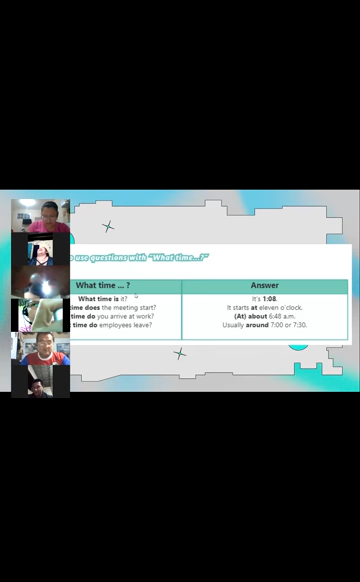 o use questions with "What time...?"
What time ... ? Answer
What time is it? It's 1:08.
time does the meeting start? It starts at eleven o'clock.
time do you arrive at work? (At) about 6:48 a.m.
time do employees leave? Usually around 7:00 or 7:30.